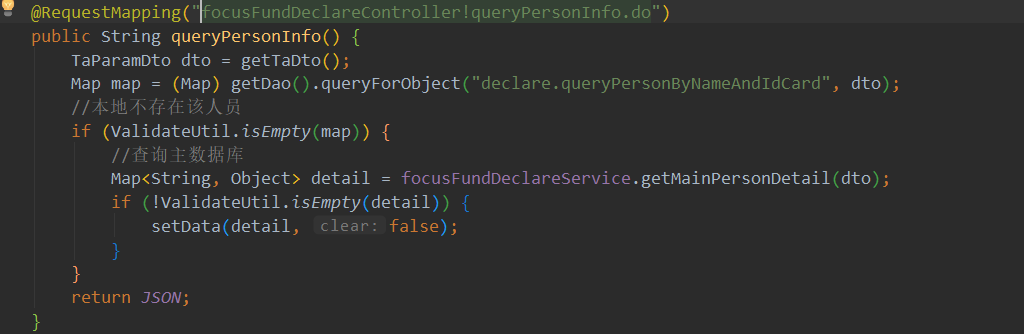 @RequestMapping("focusFundDeclareController!queryPersonInfo.do")
public String queryPersonInfo() {
    TaParamDto dto = getTaDto();
    Map map = (Map) getDao().queryForObject("declare.queryPersonByNameAndIdCard", dto);
    //本地不存在该人员
    if (ValidateUtil.isEmpty(map)) {
        //查询主数据库
        Map<String, Object> detail = focusFundDeclareService.getMainPersonDetail(dto);
        if (!ValidateUtil.isEmpty(detail)) {
            setData(detail, clear: false);
        }
    }
    return JSON;
}